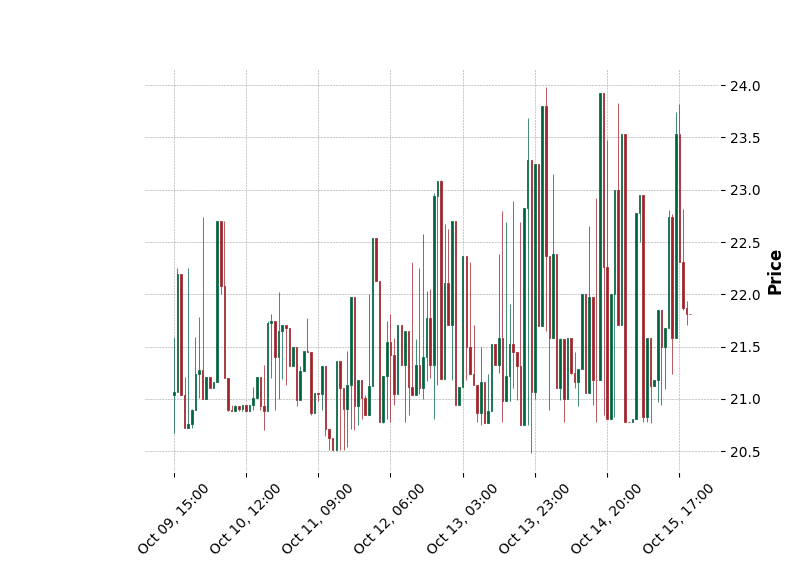 24.0
23.5
23.0
22.5
22.0
21.5
21.0
20.5
Price
Oct 09, 15:00
Oct 10, 12:00
Oct 11, 09:00
Oct 12, 06:00
Oct 13, 03:00
Oct 13, 23:00
Oct 14, 20:00
Oct 15, 17:00